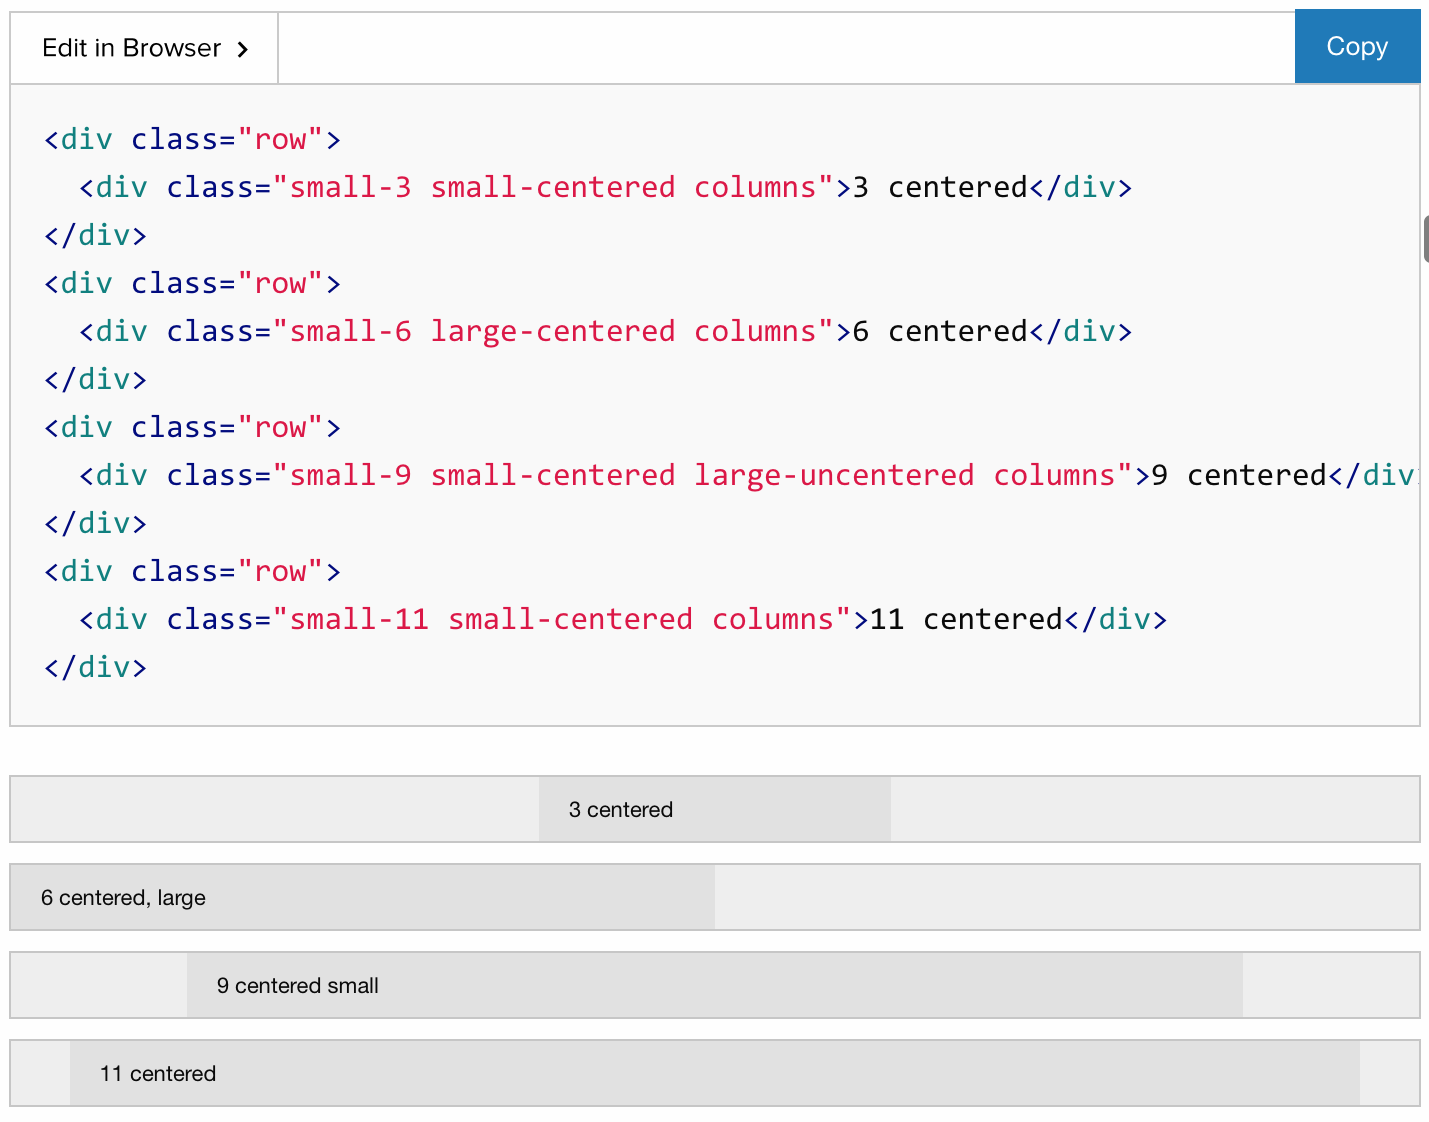 Edit in Browser
Copy
<div class="row">
  <div class="small-3 small-centered columns">3 centered</div>
</div>
<div class="row">
  <div class="small-6 large-centered columns">6 centered</div>
</div>
<div class="row">
  <div class="small-9 small-centered large-uncentered columns">9 centered</div
</div>
<div class="row">
  <div class="small-11 small-centered columns">11 centered</div>
</div>
3 centered
6 centered, large
9 centered small
11 centered